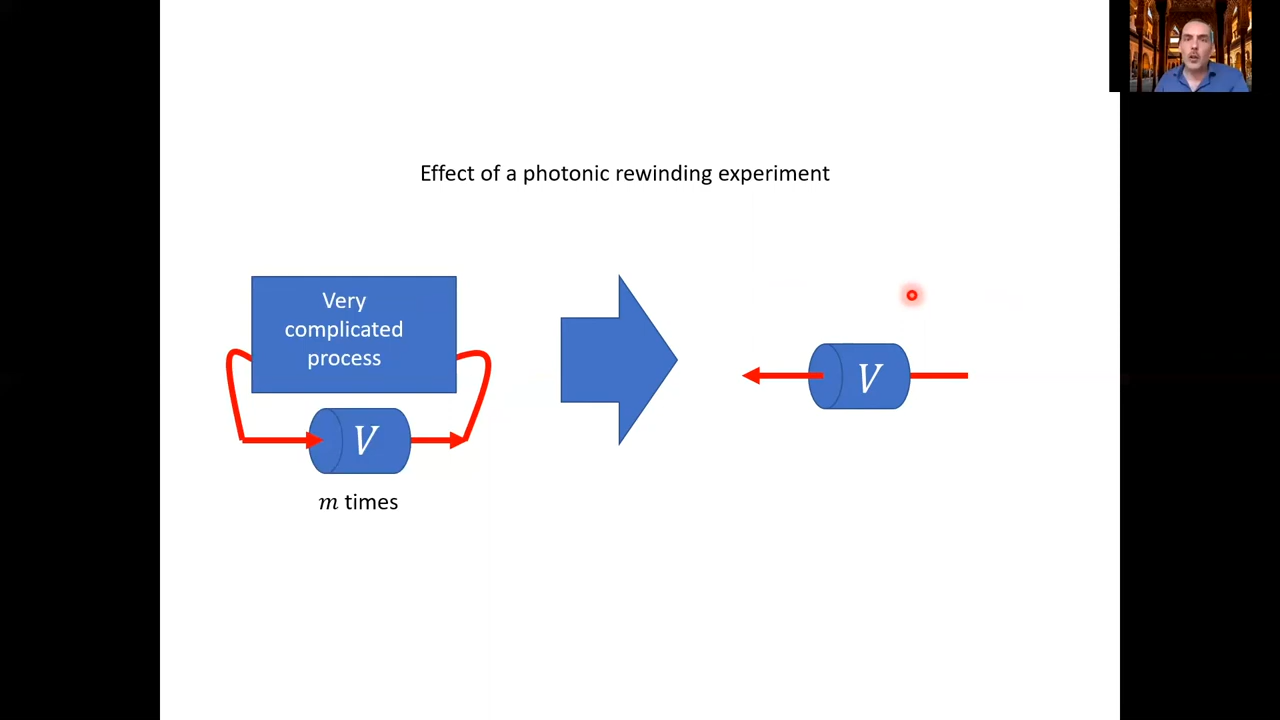 Effect of a photonic rewinding experiment
Very
complicated
process
V
m times
V